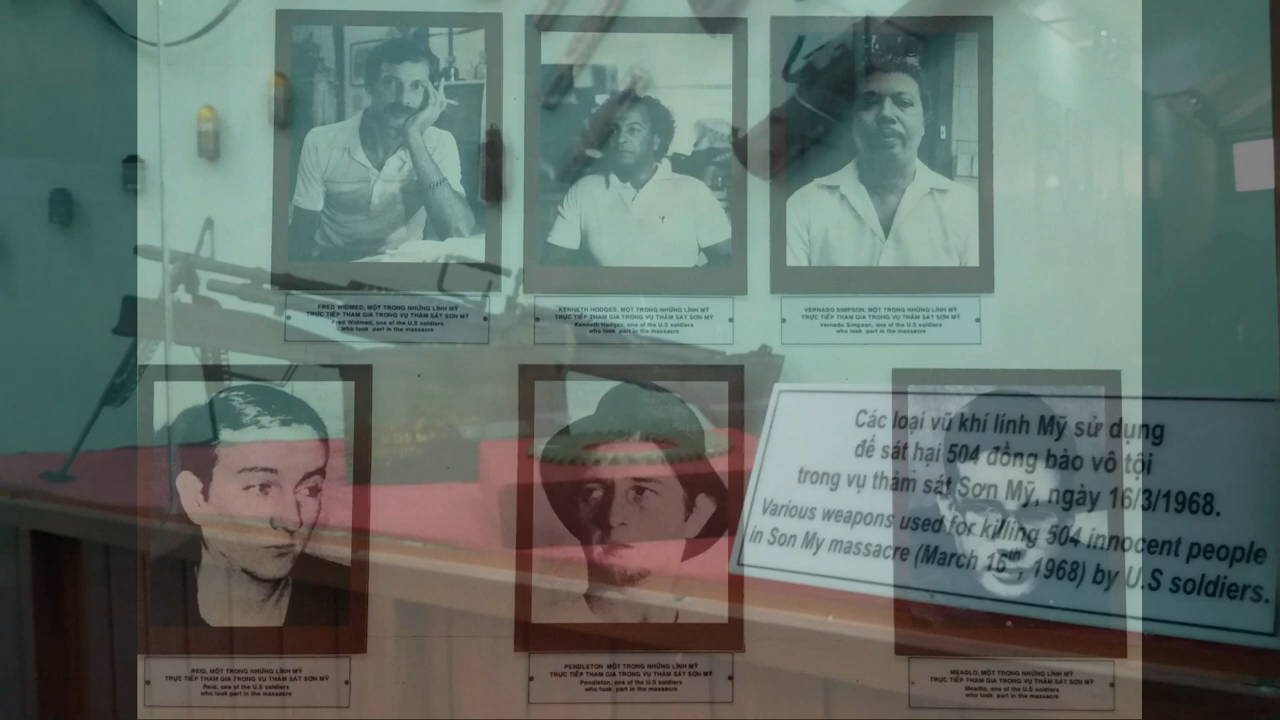 FRED WIDMED, MỘT TRONG NHỮNG LÍNH MỸ
TRỰC TIẾP THAM GIA TRONG VỤ THẢM SÁT SƠN MỸ
Fred Widmed, one of the U.S soldiers
who took part in the massacre
KENNETH HODGES, MỘT TRONG NHỮNG LÍNH MỸ
TRỰC TIẾP THAM GIA TRONG VỤ THẢM SÁT SƠN MỸ
Kenneth Hodges, one of the U.S soldiers
who took part in the massacre
VERNADO SIMPSON, MỘT TRONG NHỮNG LÍNH MỸ
TRỰC TIẾP THAM GIA TRONG VỤ THẢM SÁT SƠN MỸ
Vernado Simpson, one of the U.S soldiers
who took part in the massacre
Các loại vũ khí lính Mỹ sử dụng
để sát hại 504 đồng bào vô tội
trong vụ thảm sát Sơn Mỹ, ngày 16/3/1968.
Various weapons used for killing 504 innocent people
in Son My massacre (March 16th, 1968) by U.S soldiers.
REID, MỘT TRONG NHỮNG LÍNH MỸ
TRỰC TIẾP THAM GIA TRONG VỤ THẢM SÁT SƠN MỸ
Reid, one of the U.S soldiers
who took part in the massacre
PENDLETON MỘT TRONG NHỮNG LÍNH MỸ
TRỰC TIẾP THAM GIA TRONG VỤ THẢM SÁT SƠN MỸ
Pendleton, one of the U.S soldiers
who took part in the massacre
MEADLO, MỘT TRONG NHỮNG LÍNH MỸ
TRỰC TIẾP THAM GIA TRONG VỤ THẢM SÁT SƠN MỸ
Meadlo, one of the U.S soldiers
who took part in the massacre